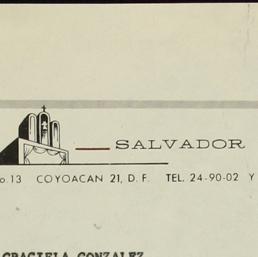 SALVADOR
o.13 COYOACAN 21, D. F. TEL. 24-90-02 Y
GRACIELA GONZALEZ